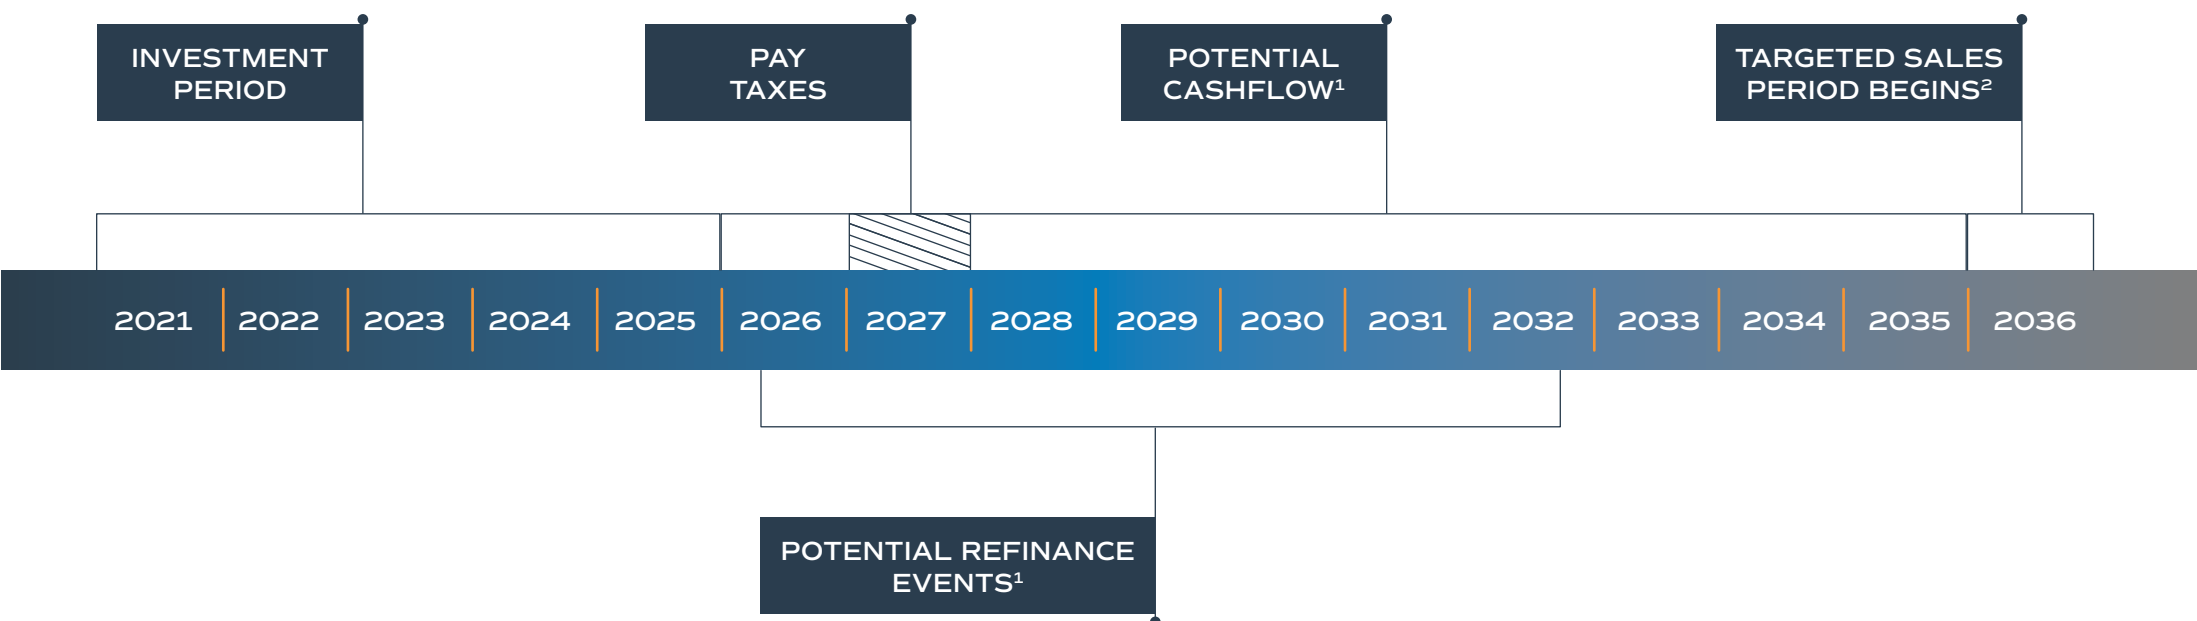 INVESTMENT
PERIOD
PAY
TAXES
POTENTIAL
CASHFLOW¹
TARGETED SALES
PERIOD BEGINS²
2021 2022 2023 2024 2025 2026 2027 2028 2029 2030 2031 2032 2033 2034 2035 2036
POTENTIAL REFINANCE
EVENTS¹